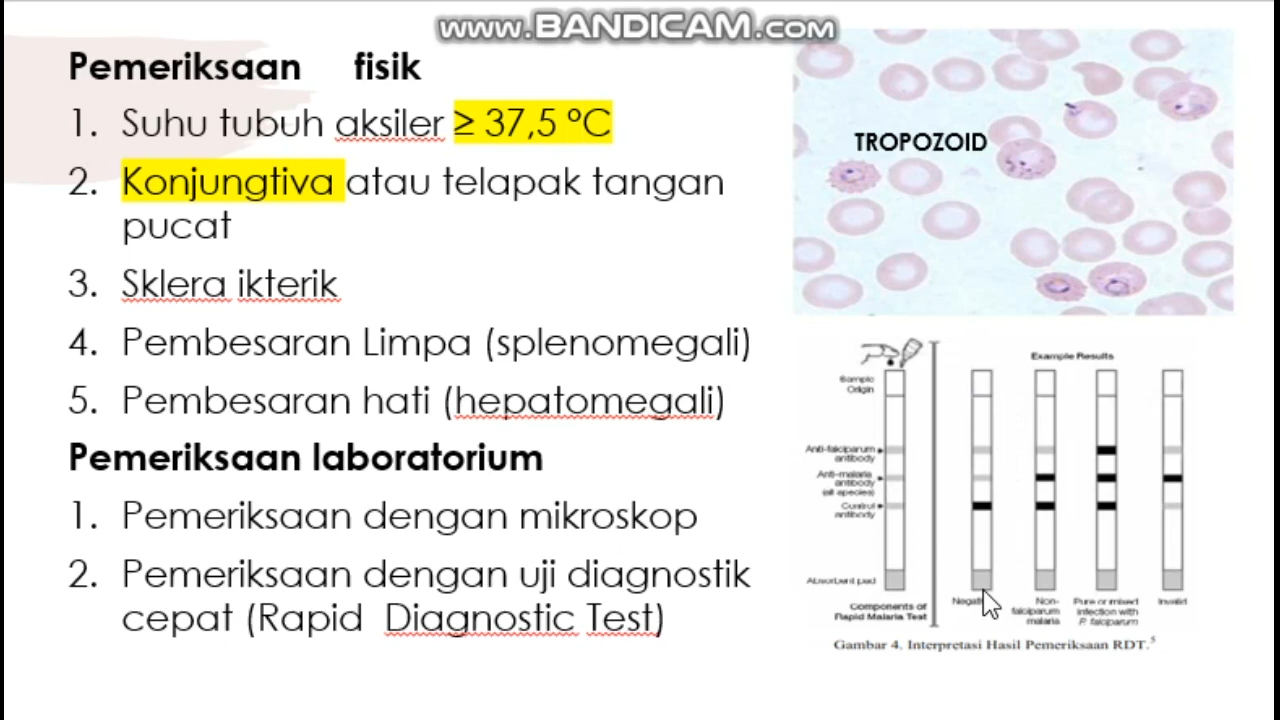 www.BANDICAM.com
Pemeriksaan fisik
1. Suhu tubuh aksiler ≥ 37,5 °C
2. Konjungtiva atau telapak tangan
pucat
3. Sklera ikterik
4. Pembesaran Limpa (splenomegali)
5. Pembesaran hati (hepatomegali)
Pemeriksaan laboratorium
1. Pemeriksaan dengan mikroskop
2. Pemeriksaan dengan uji diagnostik
cepat (Rapid Diagnostic Test)
TROPOZOID
Example Results
Sample
Origin
Anti-falciparum
antibody
Anti-malaria
antibody
(all species)
Control
antibody
Absorbent pad
Components of
Rapid Malaria Test
Non-
falciparum
malaria
Pure or mixed
infection with
P. falciparum
Invalid
Gambar 4. Interpretasi Hasil Pemeriksaan RDT.5